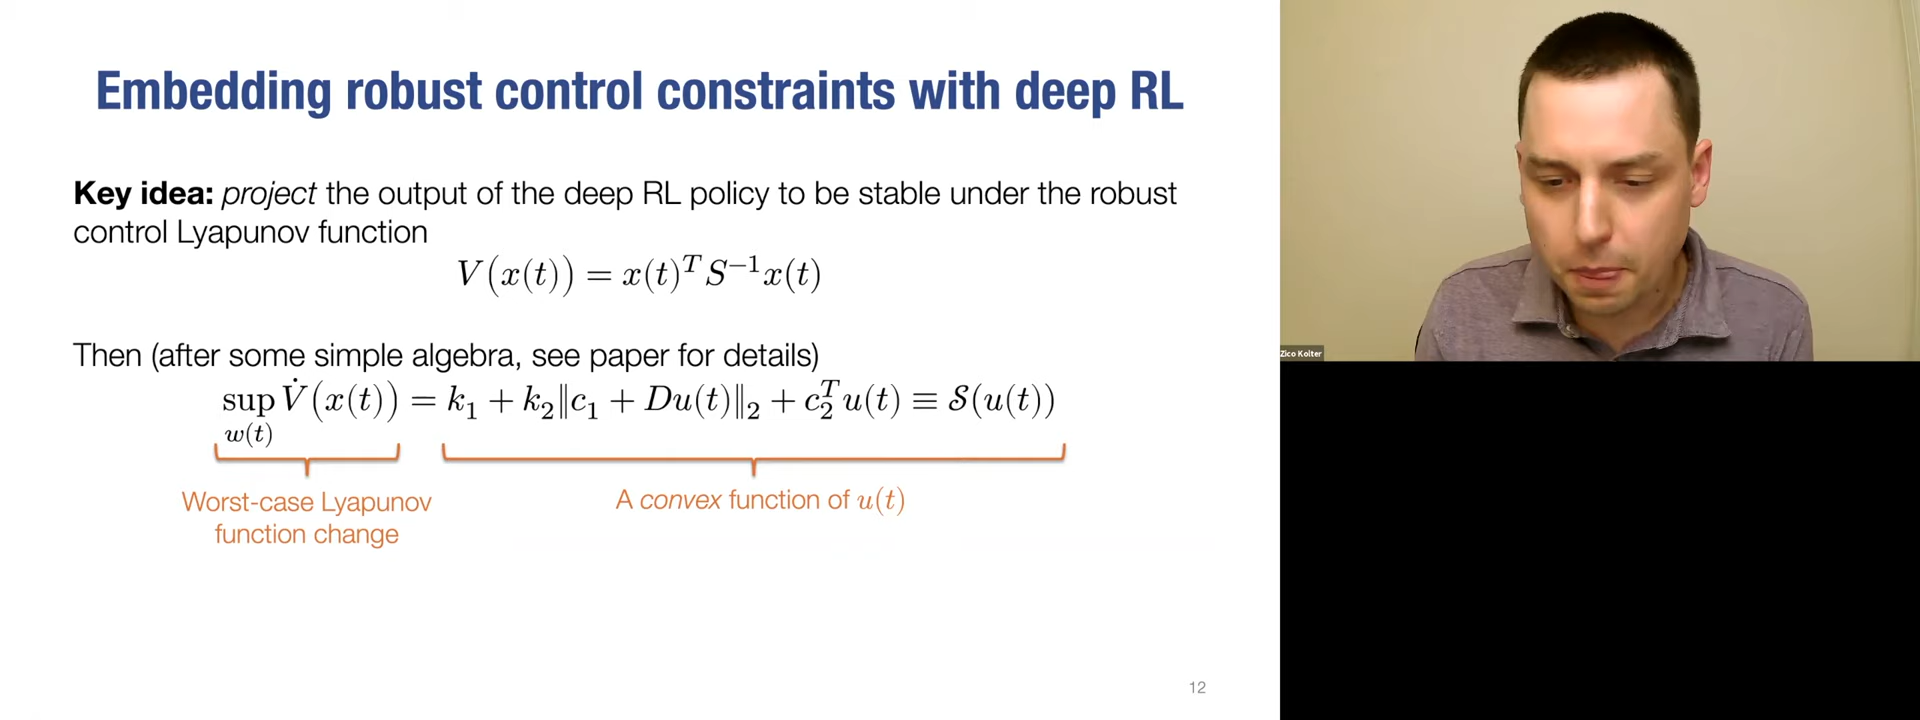 Embedding robust control constraints with deep RL
Key idea: project the output of the deep RL policy to be stable under the robust
control Lyapunov function
V(x(t)) = x(t)^T S^{-1} x(t)
Then (after some simple algebra, see paper for details)
sup_{w(t)} V̇(x(t)) = k_1 + k_2‖c_1 + Du(t)‖_2 + c_2^T u(t) ≡ 𝒮(u(t))
Worst-case Lyapunov
function change
A convex function of u(t)
12
Zico Kolter